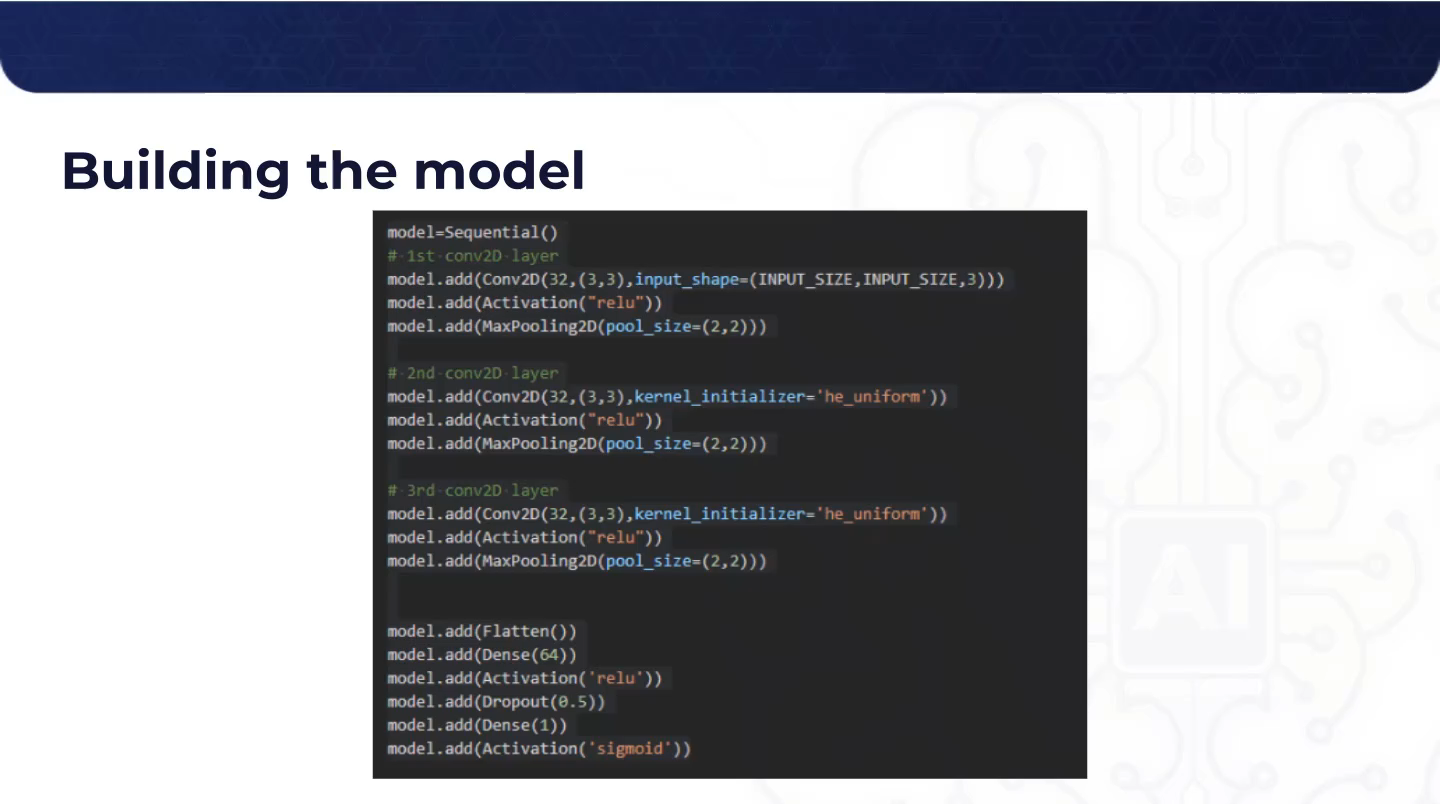 Building the model
model=Sequential()
# 1st conv2D layer
model.add(Conv2D(32,(3,3),input_shape=(INPUT_SIZE,INPUT_SIZE,3)))
model.add(Activation("relu"))
model.add(MaxPooling2D(pool_size=(2,2)))
# 2nd conv2D layer
model.add(Conv2D(32,(3,3),kernel_initializer='he_uniform'))
model.add(Activation("relu"))
model.add(MaxPooling2D(pool_size=(2,2)))
# 3rd conv2D layer
model.add(Conv2D(32,(3,3),kernel_initializer='he_uniform'))
model.add(Activation("relu"))
model.add(MaxPooling2D(pool_size=(2,2)))
model.add(Flatten())
model.add(Dense(64))
model.add(Activation('relu'))
model.add(Dropout(0.5))
model.add(Dense(1))
model.add(Activation('sigmoid'))
AI